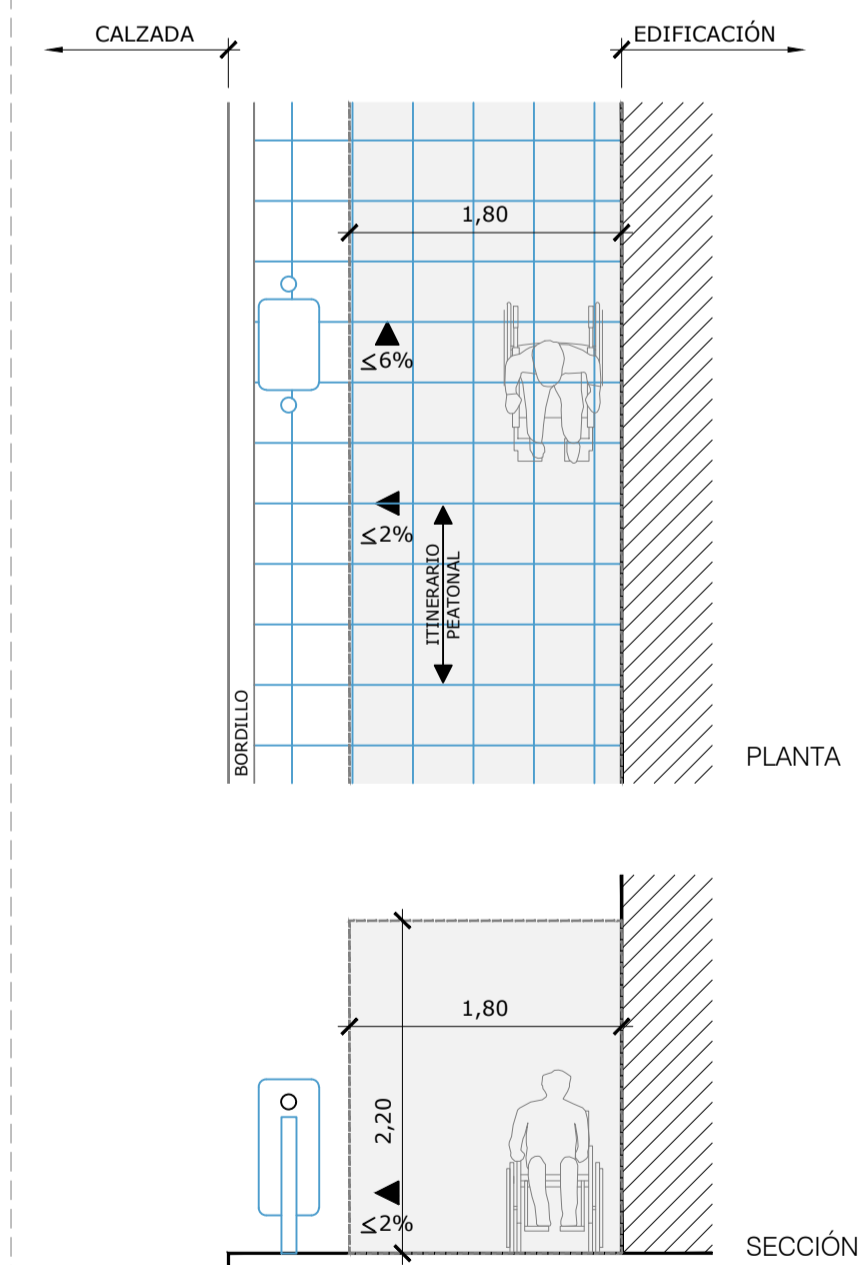 CALZADA
EDIFICACIÓN
1,80
≤6%
≤2%
ITINERARIO
PEATONAL
BORDILLO
PLANTA
1,80
2,20
≤2%
SECCIÓN